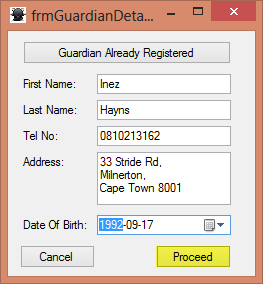 frmGuardianDeta...
Guardian Already Registered
First Name: Inez
Last Name: Hayns
Tel No: 0810213162
Address: 33 Stride Rd,
Milnerton,
Cape Town 8001
Date Of Birth: 1992-09-17
Cancel Proceed